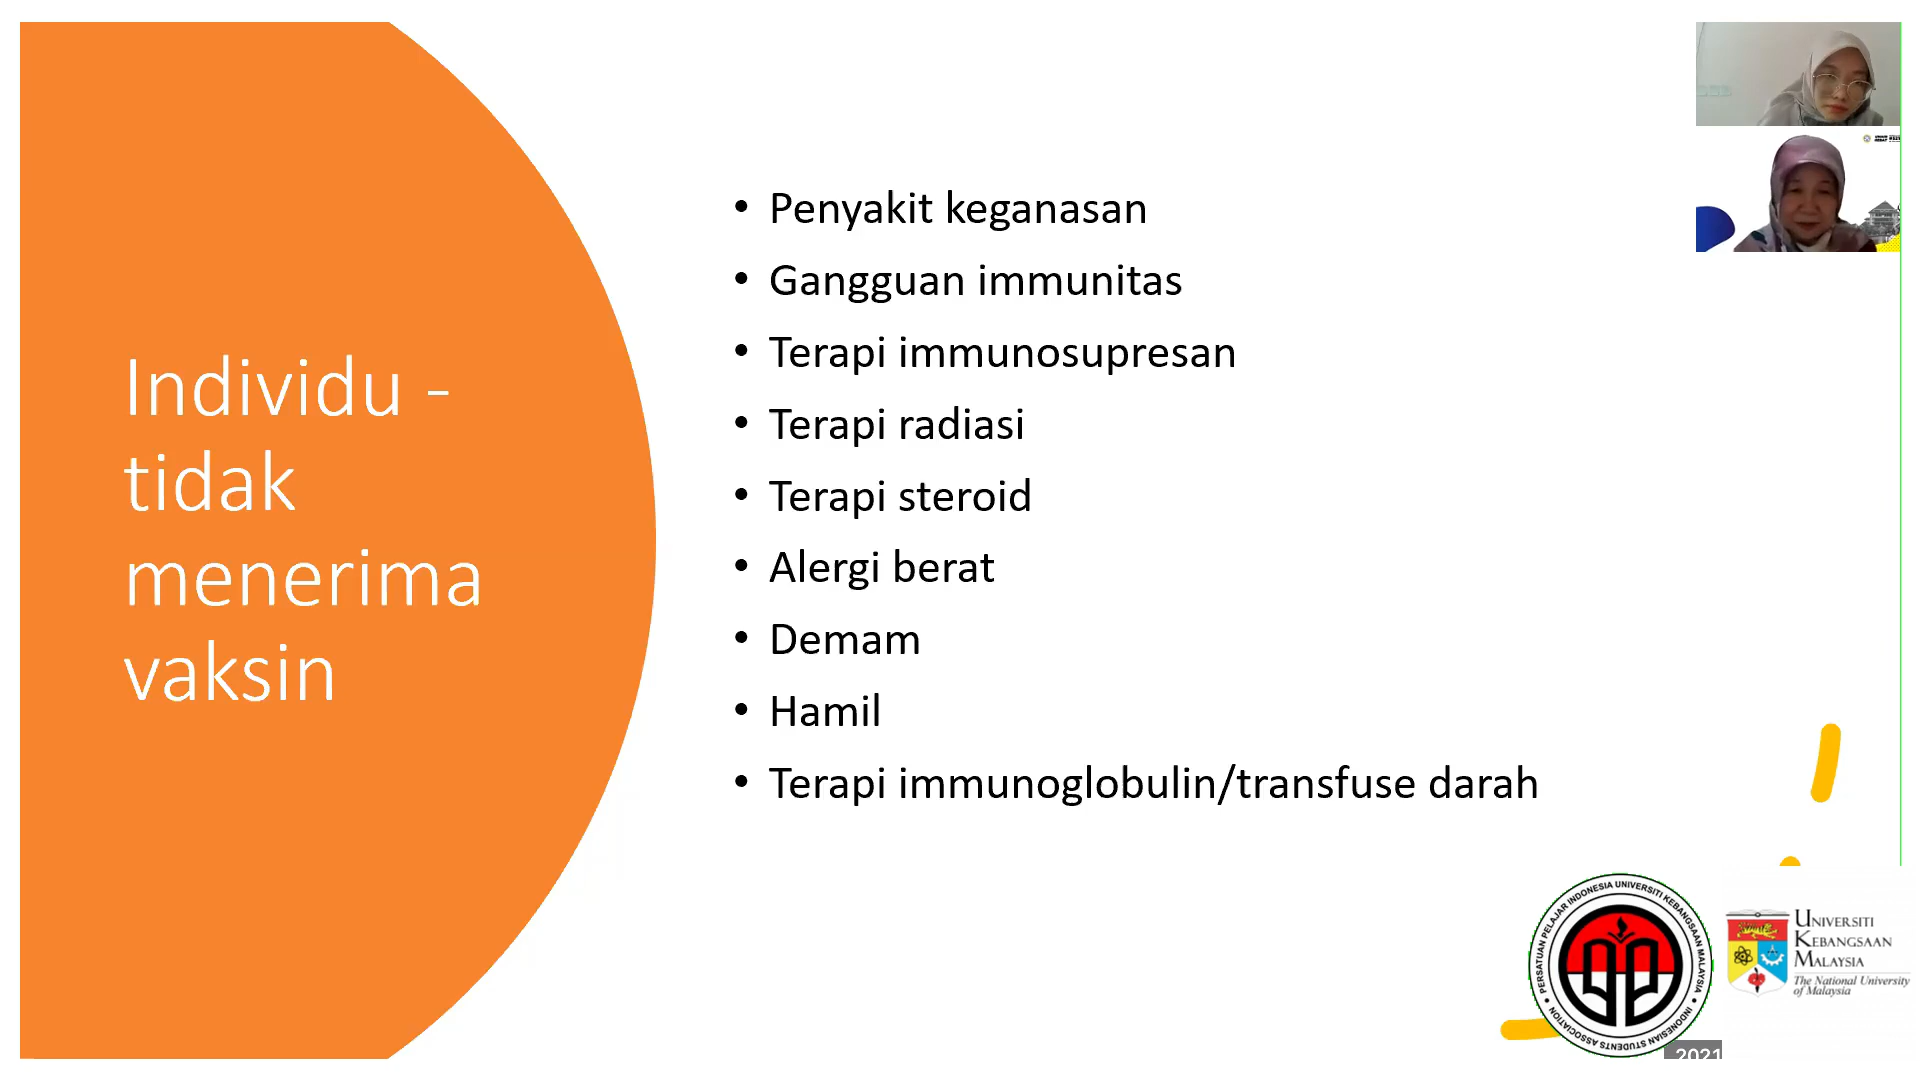 Individu -
tidak
menerima
vaksin
• Penyakit keganasan
• Gangguan immunitas
• Terapi immunosupresan
• Terapi radiasi
• Terapi steroid
• Alergi berat
• Demam
• Hamil
• Terapi immunoglobulin/transfuse darah
PERSATUAN PELAJAR INDONESIA UNIVERSITI KEBANGSAAN MALAYSIA
INDONESIAN STUDENTS ASSOCIATION
UNIVERSITI
KEBANGSAAN
MALAYSIA
The National University
of Malaysia
2021